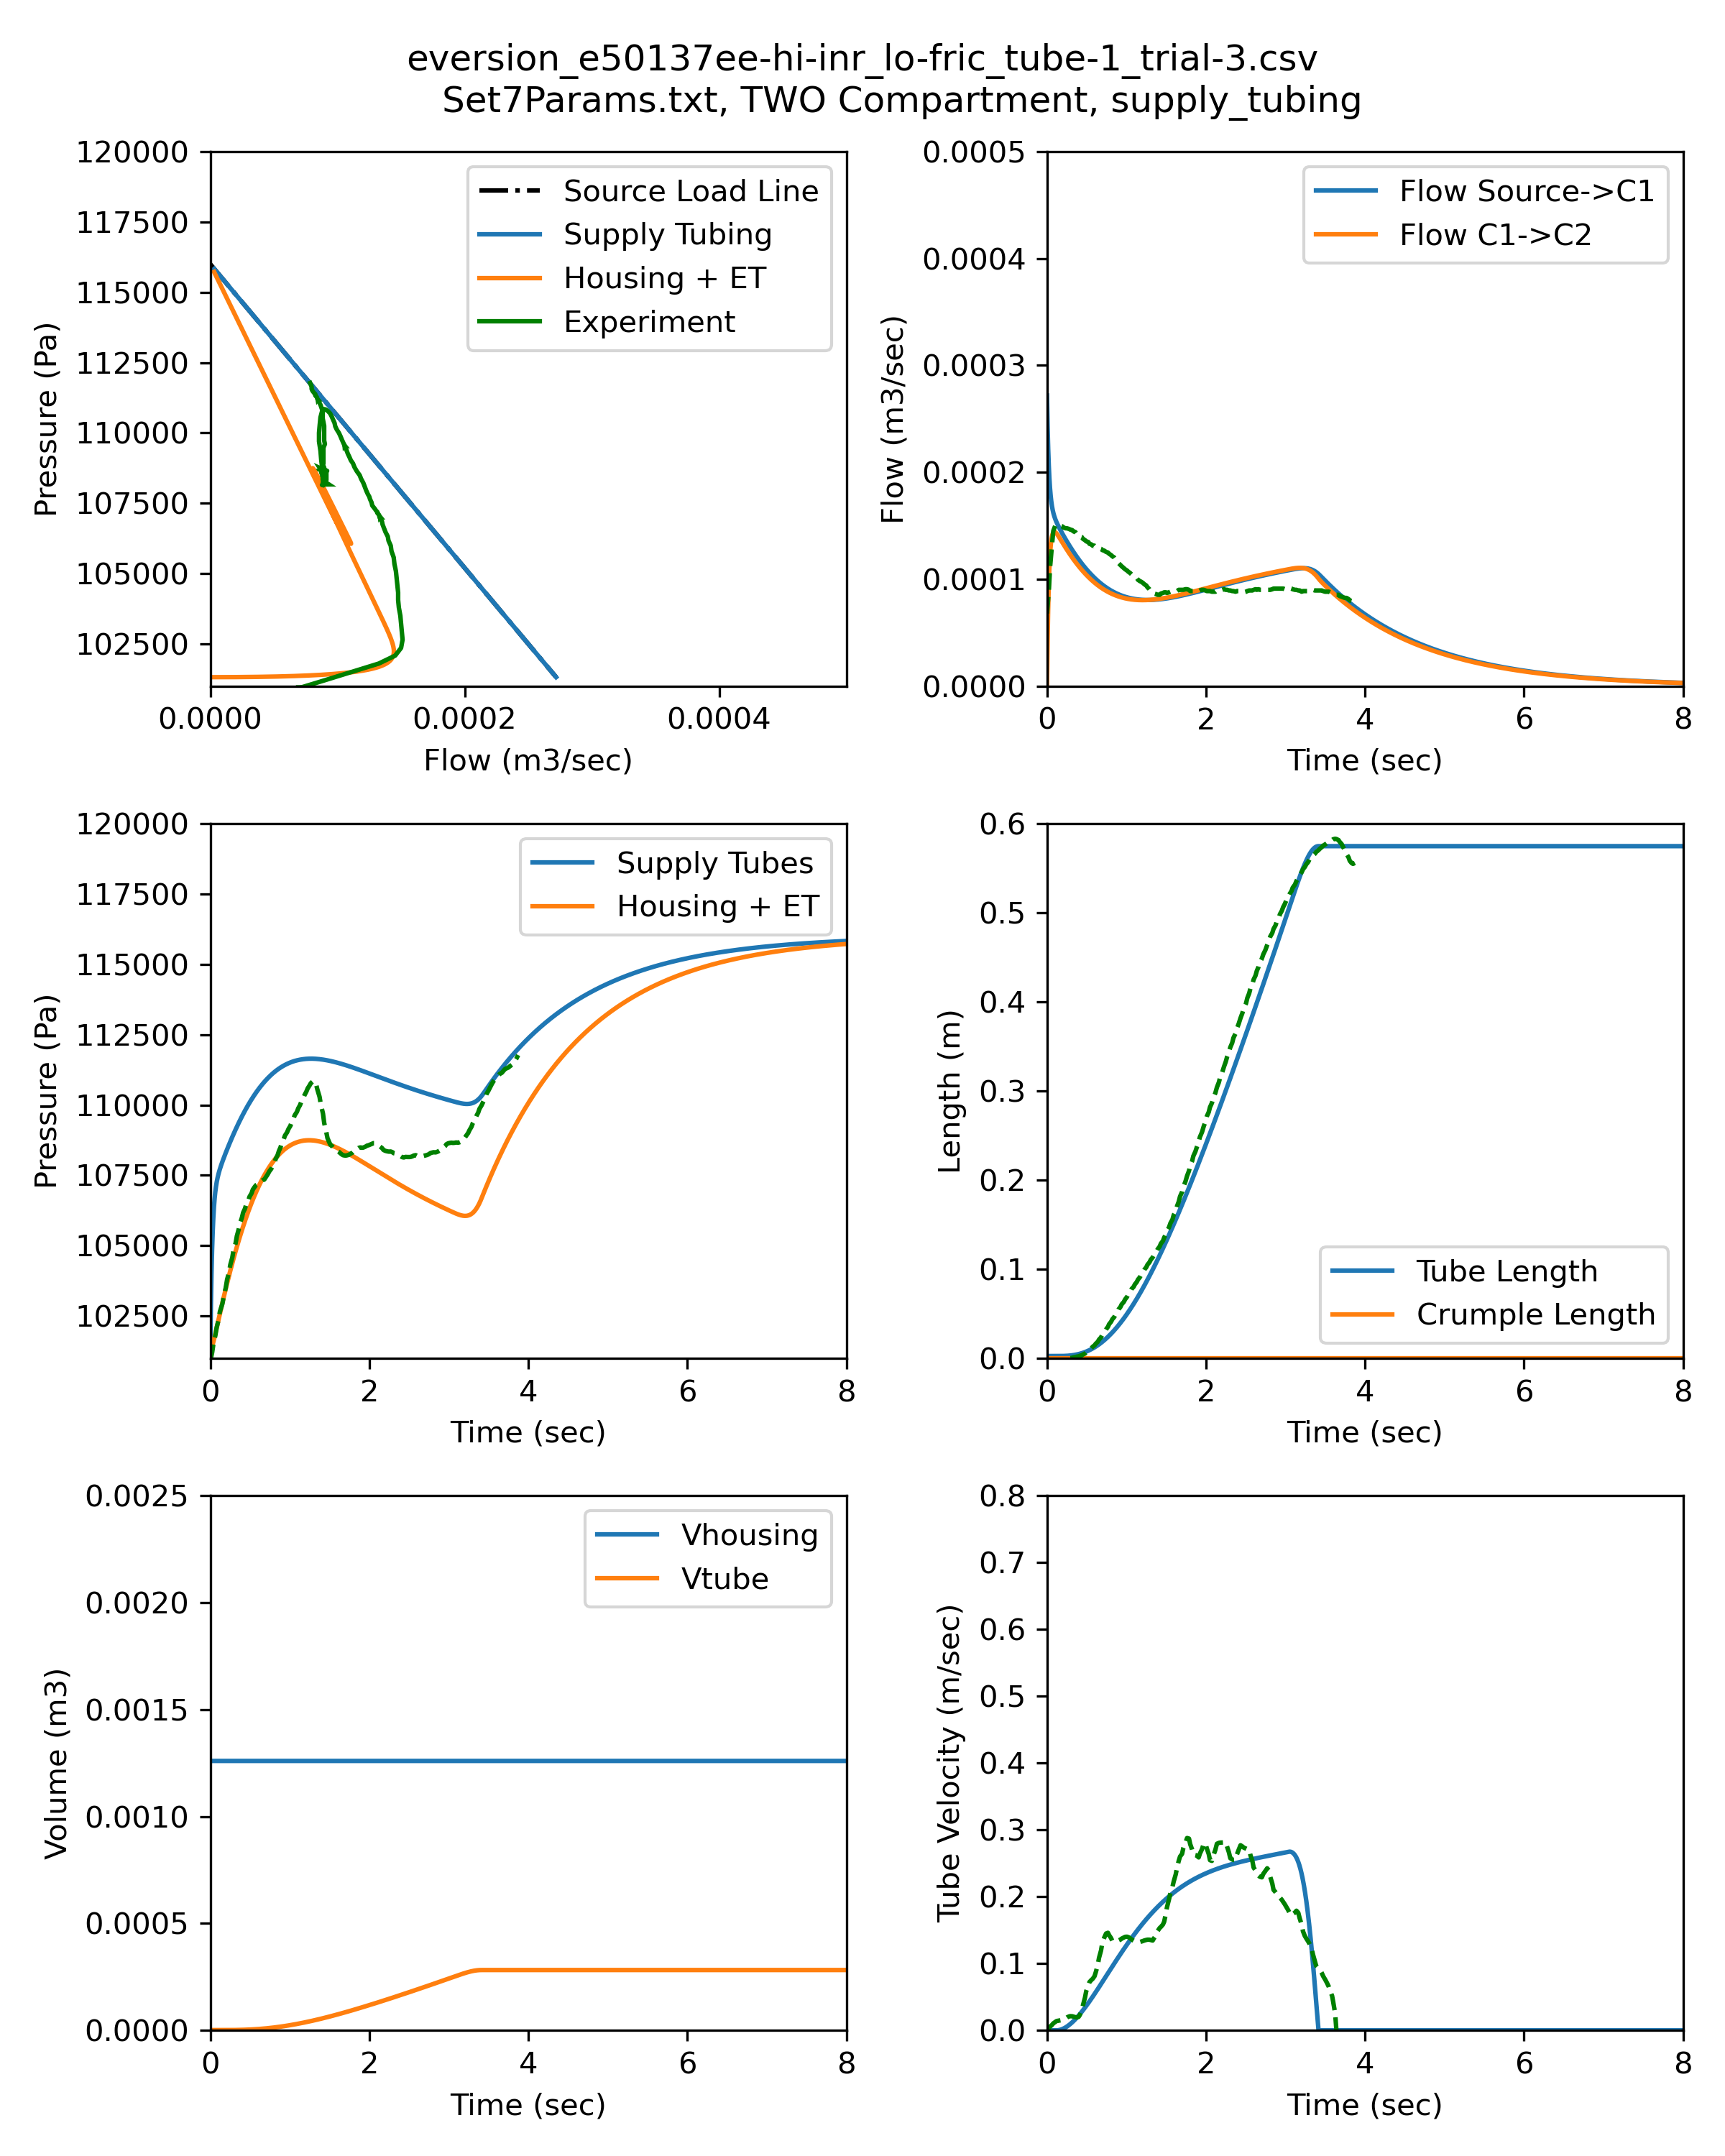 eversion_e50137ee-hi-inr_lo-fric_tube-1_trial-3.csv
Set7Params.txt, TWO Compartment, supply_tubing
120000
117500
115000
112500
110000
107500
105000
102500
Pressure (Pa)
0.0000
0.0002
0.0004
Flow (m3/sec)
Source Load Line
Supply Tubing
Housing + ET
Experiment
0.0005
0.0004
0.0003
0.0002
0.0001
0.0000
Flow (m3/sec)
0
2
4
6
8
Time (sec)
Flow Source->C1
Flow C1->C2
120000
117500
115000
112500
110000
107500
105000
102500
Pressure (Pa)
0
2
4
6
8
Time (sec)
Supply Tubes
Housing + ET
0.6
0.5
0.4
0.3
0.2
0.1
0.0
Length (m)
0
2
4
6
8
Time (sec)
Tube Length
Crumple Length
0.0025
0.0020
0.0015
0.0010
0.0005
0.0000
Volume (m3)
0
2
4
6
8
Time (sec)
Vhousing
Vtube
0.8
0.7
0.6
0.5
0.4
0.3
0.2
0.1
0.0
Tube Velocity (m/sec)
0
2
4
6
8
Time (sec)